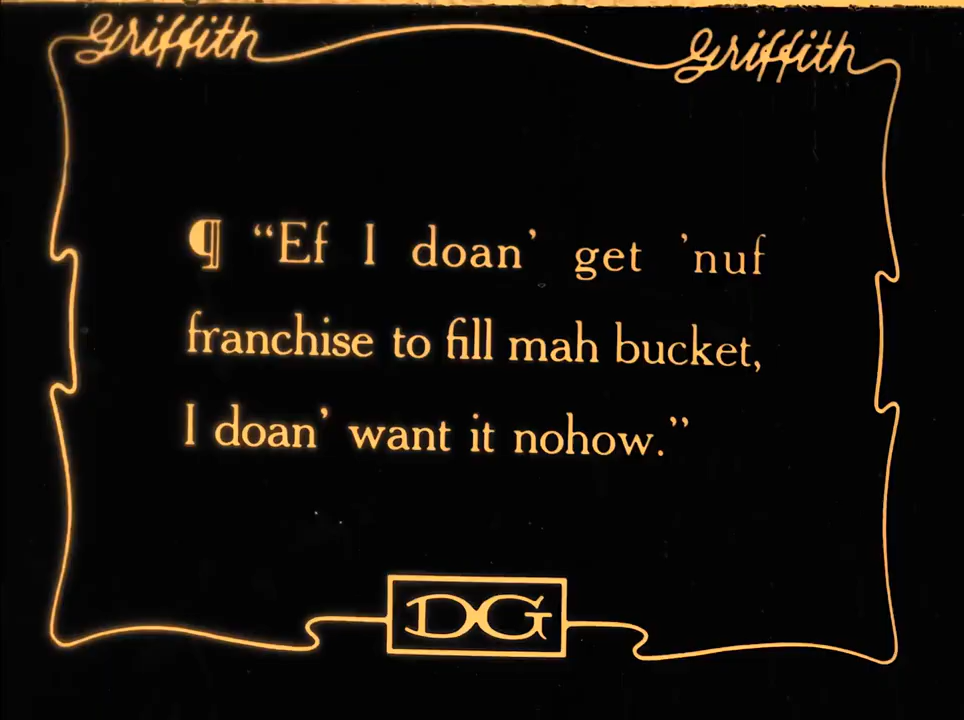 Griffith Griffith
¶ “Ef I doan’ get ’nuf
franchise to fill mah bucket,
I doan’ want it nohow.”
DG